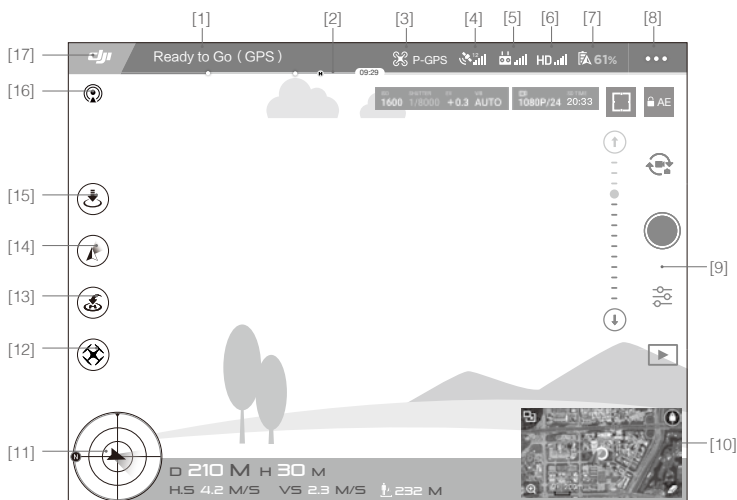 [1] [2] [3] [4] [5] [6] [7] [8]
[17] dji Ready to Go（GPS） P-GPS 12 HD 61%
09:29
H
[16]
1600 1/8000 +0.3 AUTO 1080P/24 20:33 AE
[15]
[14]
[9]
[13]
H
[12]
[10]
[11]
N
D 210 M H 30 M
H.S 4.2 M/S VS 2.3 M/S 232 M